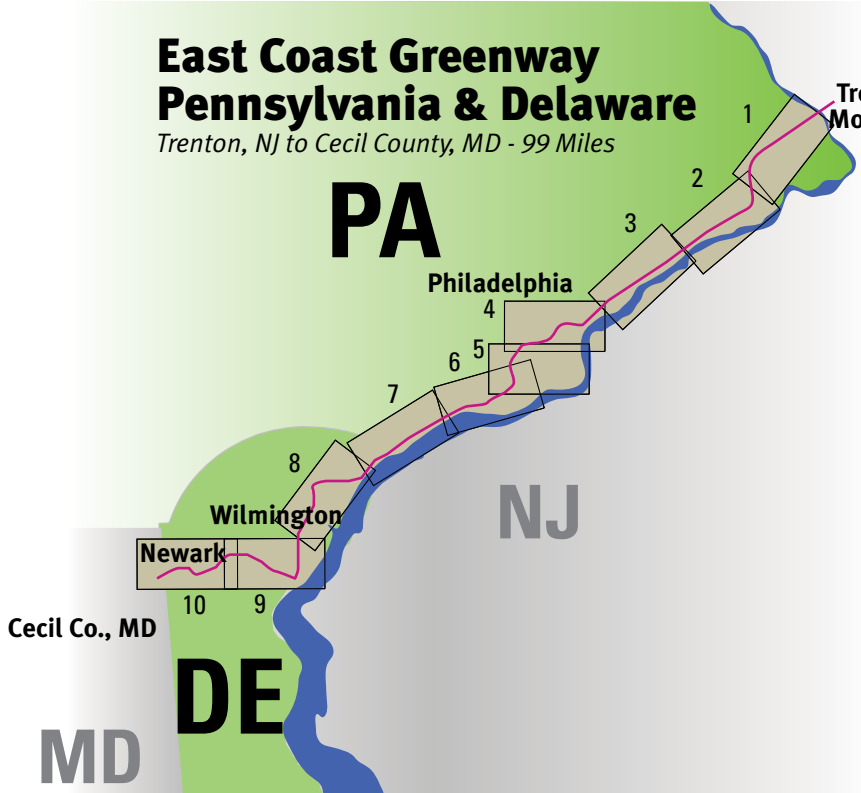 East Coast Greenway
Pennsylvania & Delaware
Trenton, NJ to Cecil County, MD - 99 Miles
1
2
PA
3
Philadelphia
4
5
6
7
8
NJ
Wilmington
Newark
10
9
Cecil Co., MD
DE
MD